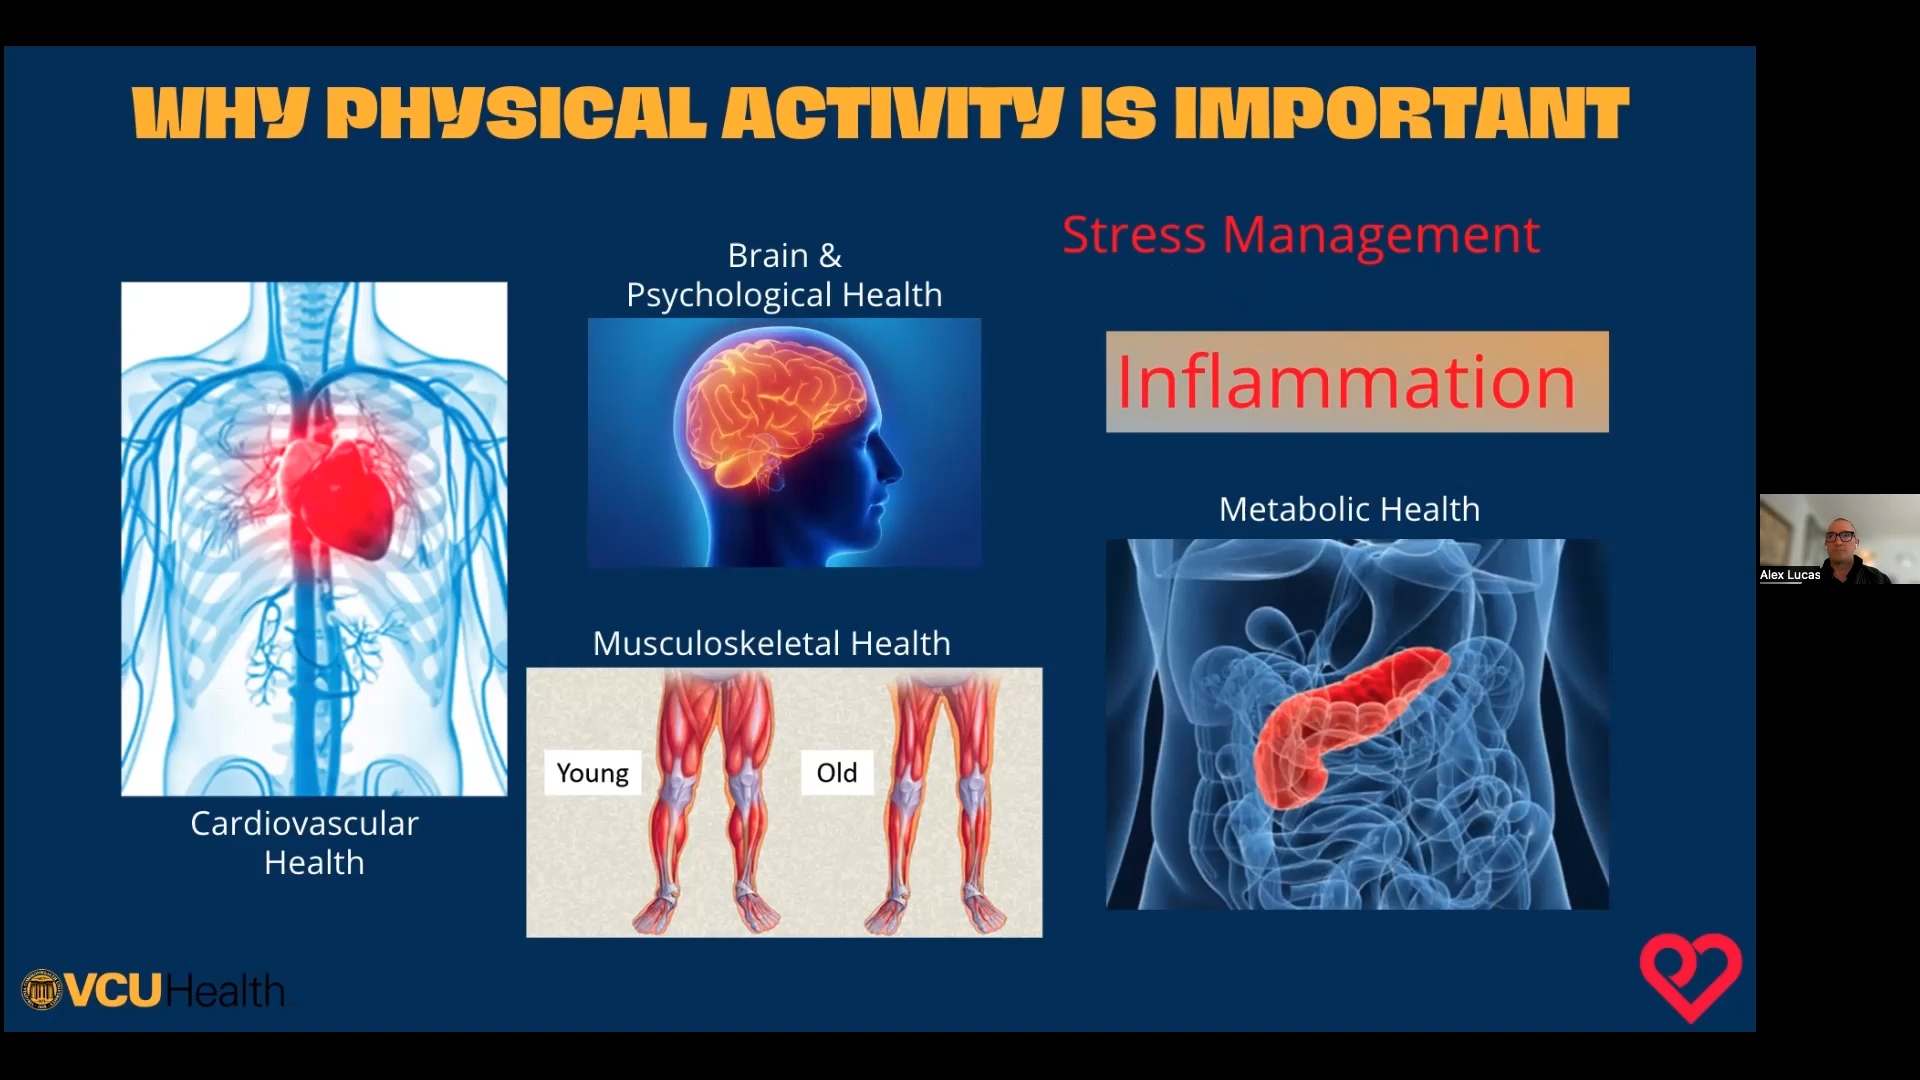 WHY PHYSICAL ACTIVITY IS IMPORTANT
Stress Management
Brain &
Psychological Health
Inflammation
Metabolic Health
Musculoskeletal Health
Young
Old
Cardiovascular
Health
VCUHealth
Alex Lucas